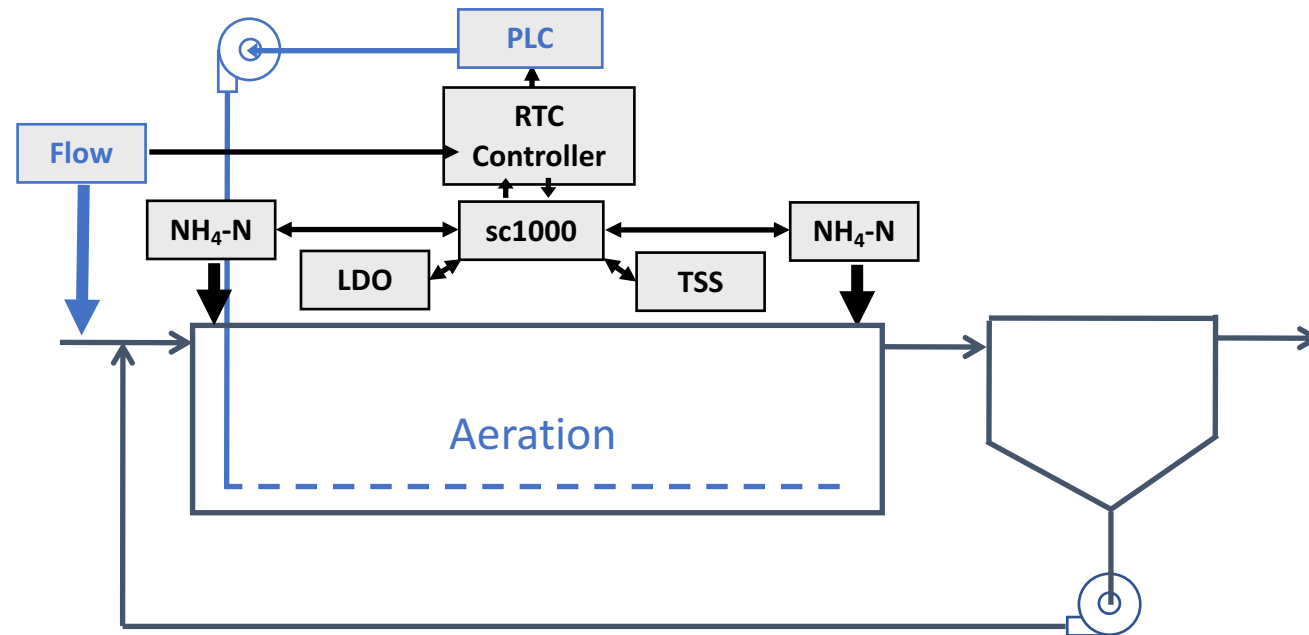 PLC
RTC
Controller
Flow
NH₄-N
sc1000
NH₄-N
LDO
TSS
Aeration